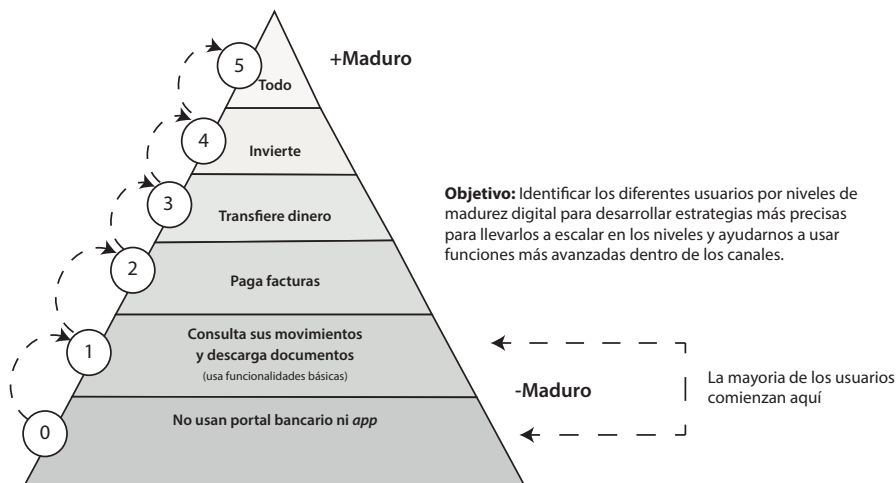 5
+Maduro
Todo
4
Invierte
3
Transfiere dinero
Objetivo: Identificar los diferentes usuarios por niveles de
madurez digital para desarrollar estrategias más precisas
para llevarlos a escalar en los niveles y ayudarnos a usar
funciones más avanzadas dentro de los canales.
2
Paga facturas
1
Consulta sus movimientos
y descarga documentos
(usa funcionalidades básicas)
-Maduro
La mayoria de los usuarios
comienzan aquí
0
No usan portal bancario ni app